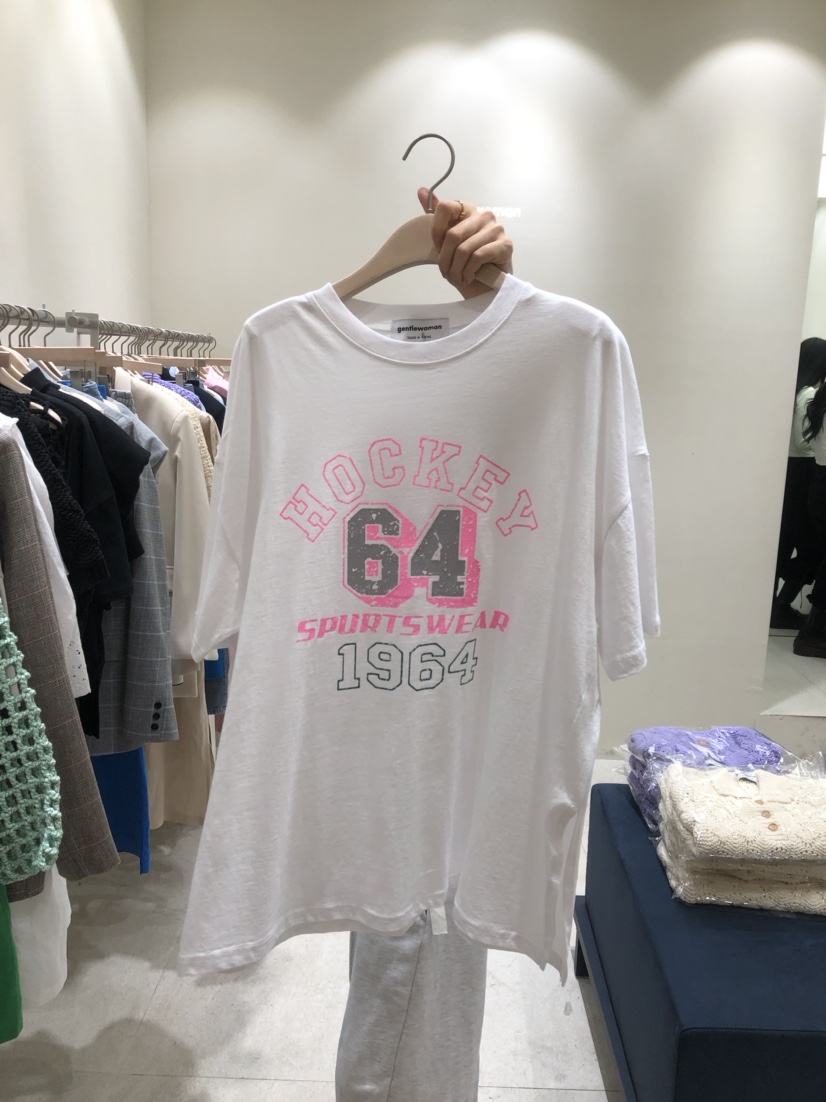 gentlewoman
HOCKEY
64
SPURTSWEAR
1964